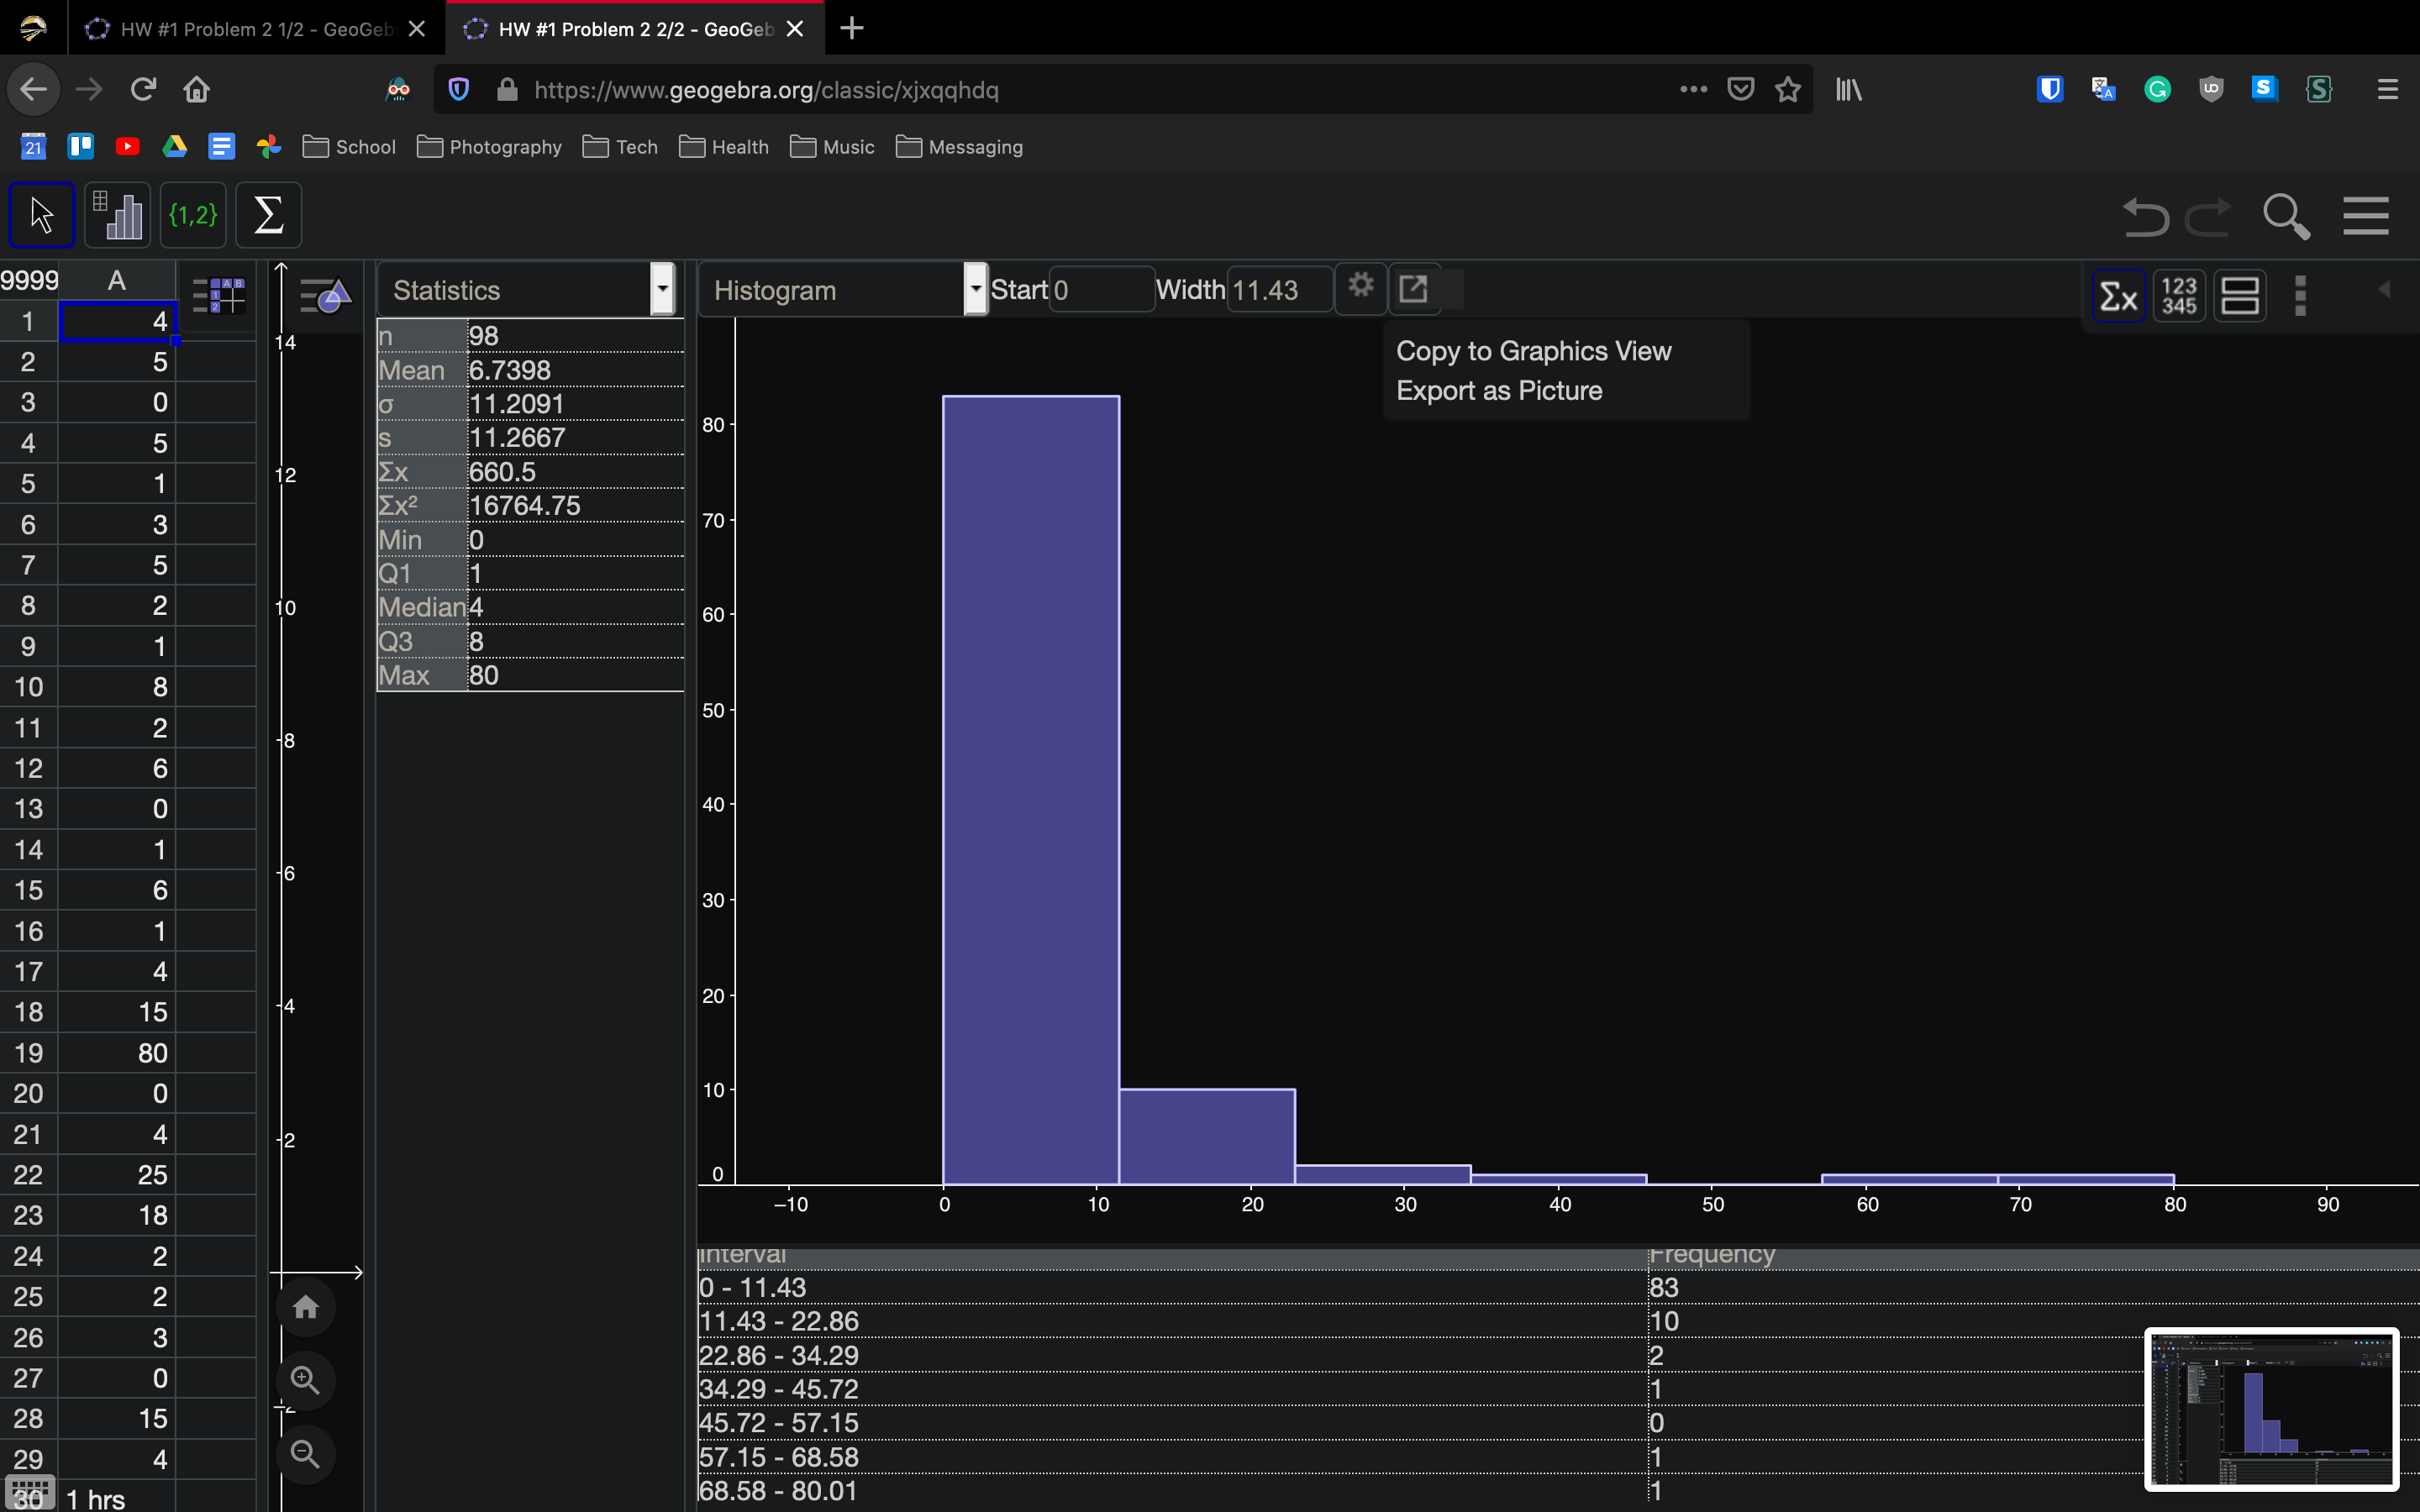 HW #1 Problem 2 1/2 - GeoGeb
HW #1 Problem 2 2/2 - GeoGeb
https://www.geogebra.org/classic/xjxqqhdq
21
School
Photography
Tech
Health
Music
Messaging
{1,2}
Σ
9999
A
1 4
2 5
3 0
4 5
5 1
6 3
7 5
8 2
9 1
10 8
11 2
12 6
13 0
14 1
15 6
16 1
17 4
18 15
19 80
20 0
21 4
22 25
23 18
24 2
25 2
26 3
27 0
28 15
29 4
30 1 hrs
14
12
10
8
6
4
2
Statistics
n 98
Mean 6.7398
σ 11.2091
s 11.2667
Σx 660.5
Σx² 16764.75
Min 0
Q1 1
Median 4
Q3 8
Max 80
Histogram
Start 0
Width 11.43
Σx
123
345
Copy to Graphics View
Export as Picture
80
70
60
50
40
30
20
10
0
–10 0 10 20 30 40 50 60 70 80 90
Interval Frequency
0 - 11.43 83
11.43 - 22.86 10
22.86 - 34.29 2
34.29 - 45.72 1
45.72 - 57.15 0
57.15 - 68.58 1
68.58 - 80.01 1